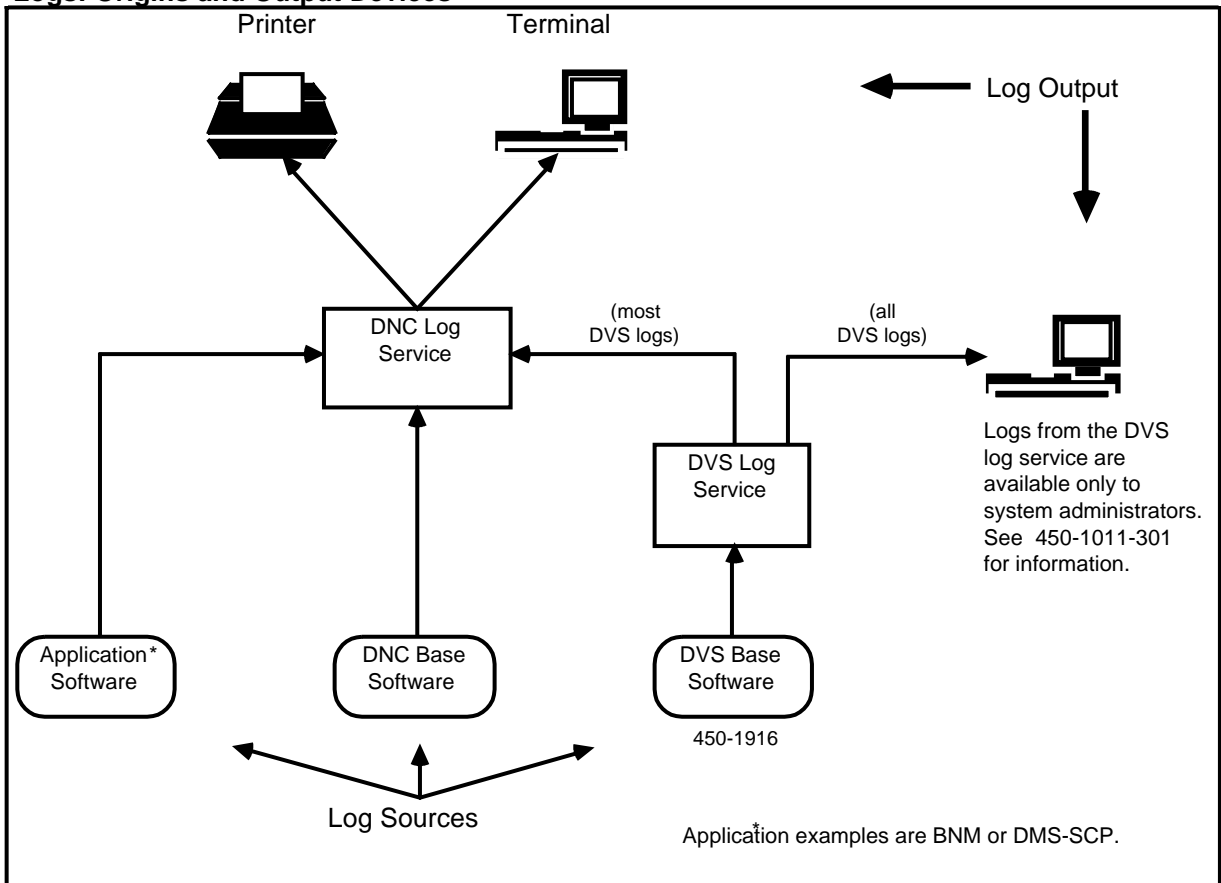 Logs: Origins and Output Devices
Printer
Terminal
Log Output
DNC Log
Service
(most
DVS logs)
(all
DVS logs)
DVS Log
Service
Logs from the DVS
log service are
available only to
system administrators.
See 450-1011-301
for information.
Application*
Software
DNC Base
Software
DVS Base
Software
450-1916
Log Sources
*Application examples are BNM or DMS-SCP.